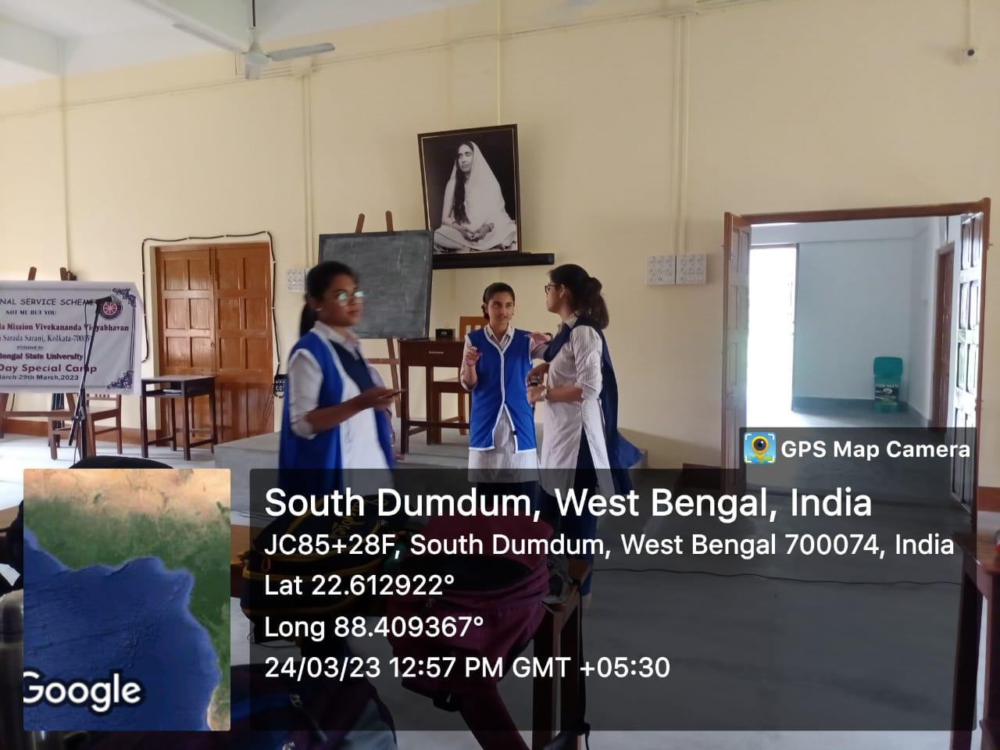 NAL SERVICE SCHEME
NOT ME BUT YOU
a Mission Vivekananda Vidyabhavan
Sarada Sarani, Kolkata-70005
Affiliated to
Bengal State University
Day Special Camp
March-29th March,2023
FOOD WASTE
GPS Map Camera
South Dumdum, West Bengal, India
JC85+28F, South Dumdum, West Bengal 700074, India
Lat 22.612922°
Long 88.409367°
24/03/23 12:57 PM GMT +05:30
Google